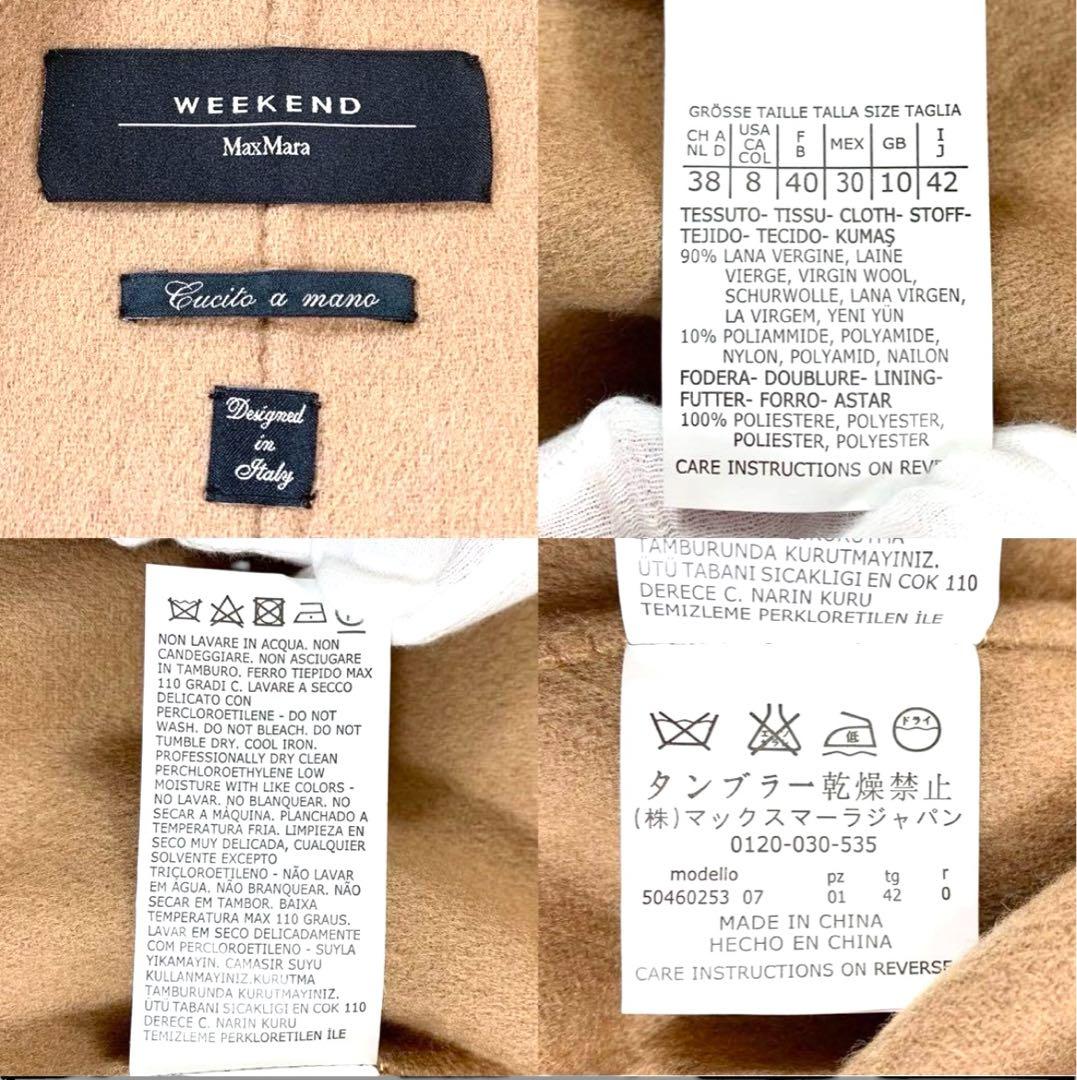 WEEKEND
MaxMara
Cucito a mano
Designed
in
Italy
GRÖSSE TAILLE TALLA SIZE TAGLIA
CH A NL D USA CA COL F B MEX GB I J
38 8 40 30 10 42
TESSUTO- TISSU- CLOTH- STOFF-
TEJIDO- TECIDO- KUMAŞ
90% LANA VERGINE, LAINE
VIERGE, VIRGIN WOOL,
SCHURWOLLE, LANA VIRGEN,
LA VIRGEM, YENI YÜN
10% POLIAMMIDE, POLYAMIDE,
NYLON, POLYAMID, NAILON
FODERA- DOUBLURE- LINING-
FUTTER- FORRO- ASTAR
100% POLIESTERE, POLYESTER,
POLIESTER, POLYESTER
CARE INSTRUCTIONS ON REV
NON LAVARE IN ACQUA. NON
CANDEGGIARE. NON ASCIUGARE
IN TAMBURO. FERRO TIEPIDO MAX
110 GRADI C. LAVARE A SECCO
DELICATO CON
PERCLOROETILENE - DO NOT
WASH. DO NOT BLEACH. DO NOT
TUMBLE DRY. COOL IRON.
PROFESSIONALLY DRY CLEAN
PERCHLOROETHYLENE LOW
MOISTURE WITH LIKE COLORS -
NO LAVAR. NO BLANQUEAR. NO
SECAR A MÁQUINA. PLANCHADO A
TEMPERATURA FRIA. LIMPIEZA EN
SECO MUY DELICADA, CUALQUIER
SOLVENTE EXCEPTO
TRICLOROETILENO - NÃO LAVAR
EM ÁGUA. NÃO BRANQUEAR. NÃO
SECAR EM TAMBOR. BAIXA
TEMPERATURA MAX 110 GRAUS.
LAVAR EM SECO DELICADAMENTE
COM PERCLOROETILENO - SUYLA
YIKAMAYIN. CAMASIR SUYU
KULLANMAYINIZ.KURUTMA
TAMBURUNDA KURUTMAYINIZ.
ÜTÜ TABANI SICAKLIGI EN COK 110
DERECE C. NARIN KURU
TEMIZLEME PERKLORETILEN İLE
TAMBURUNDA KURUTMAYINIZ.
ÜTÜ TABANI SICAKLIGI EN COK 110
DERECE C. NARIN KURU
TEMIZLEME PERKLORETILEN İLE
低 ドライ
タンブラー乾燥禁止
(株)マックスマーラジャパン
0120-030-535
modello pz tg r
50460253 07 01 42 0
MADE IN CHINA
HECHO EN CHINA
CARE INSTRUCTIONS ON REVERSE